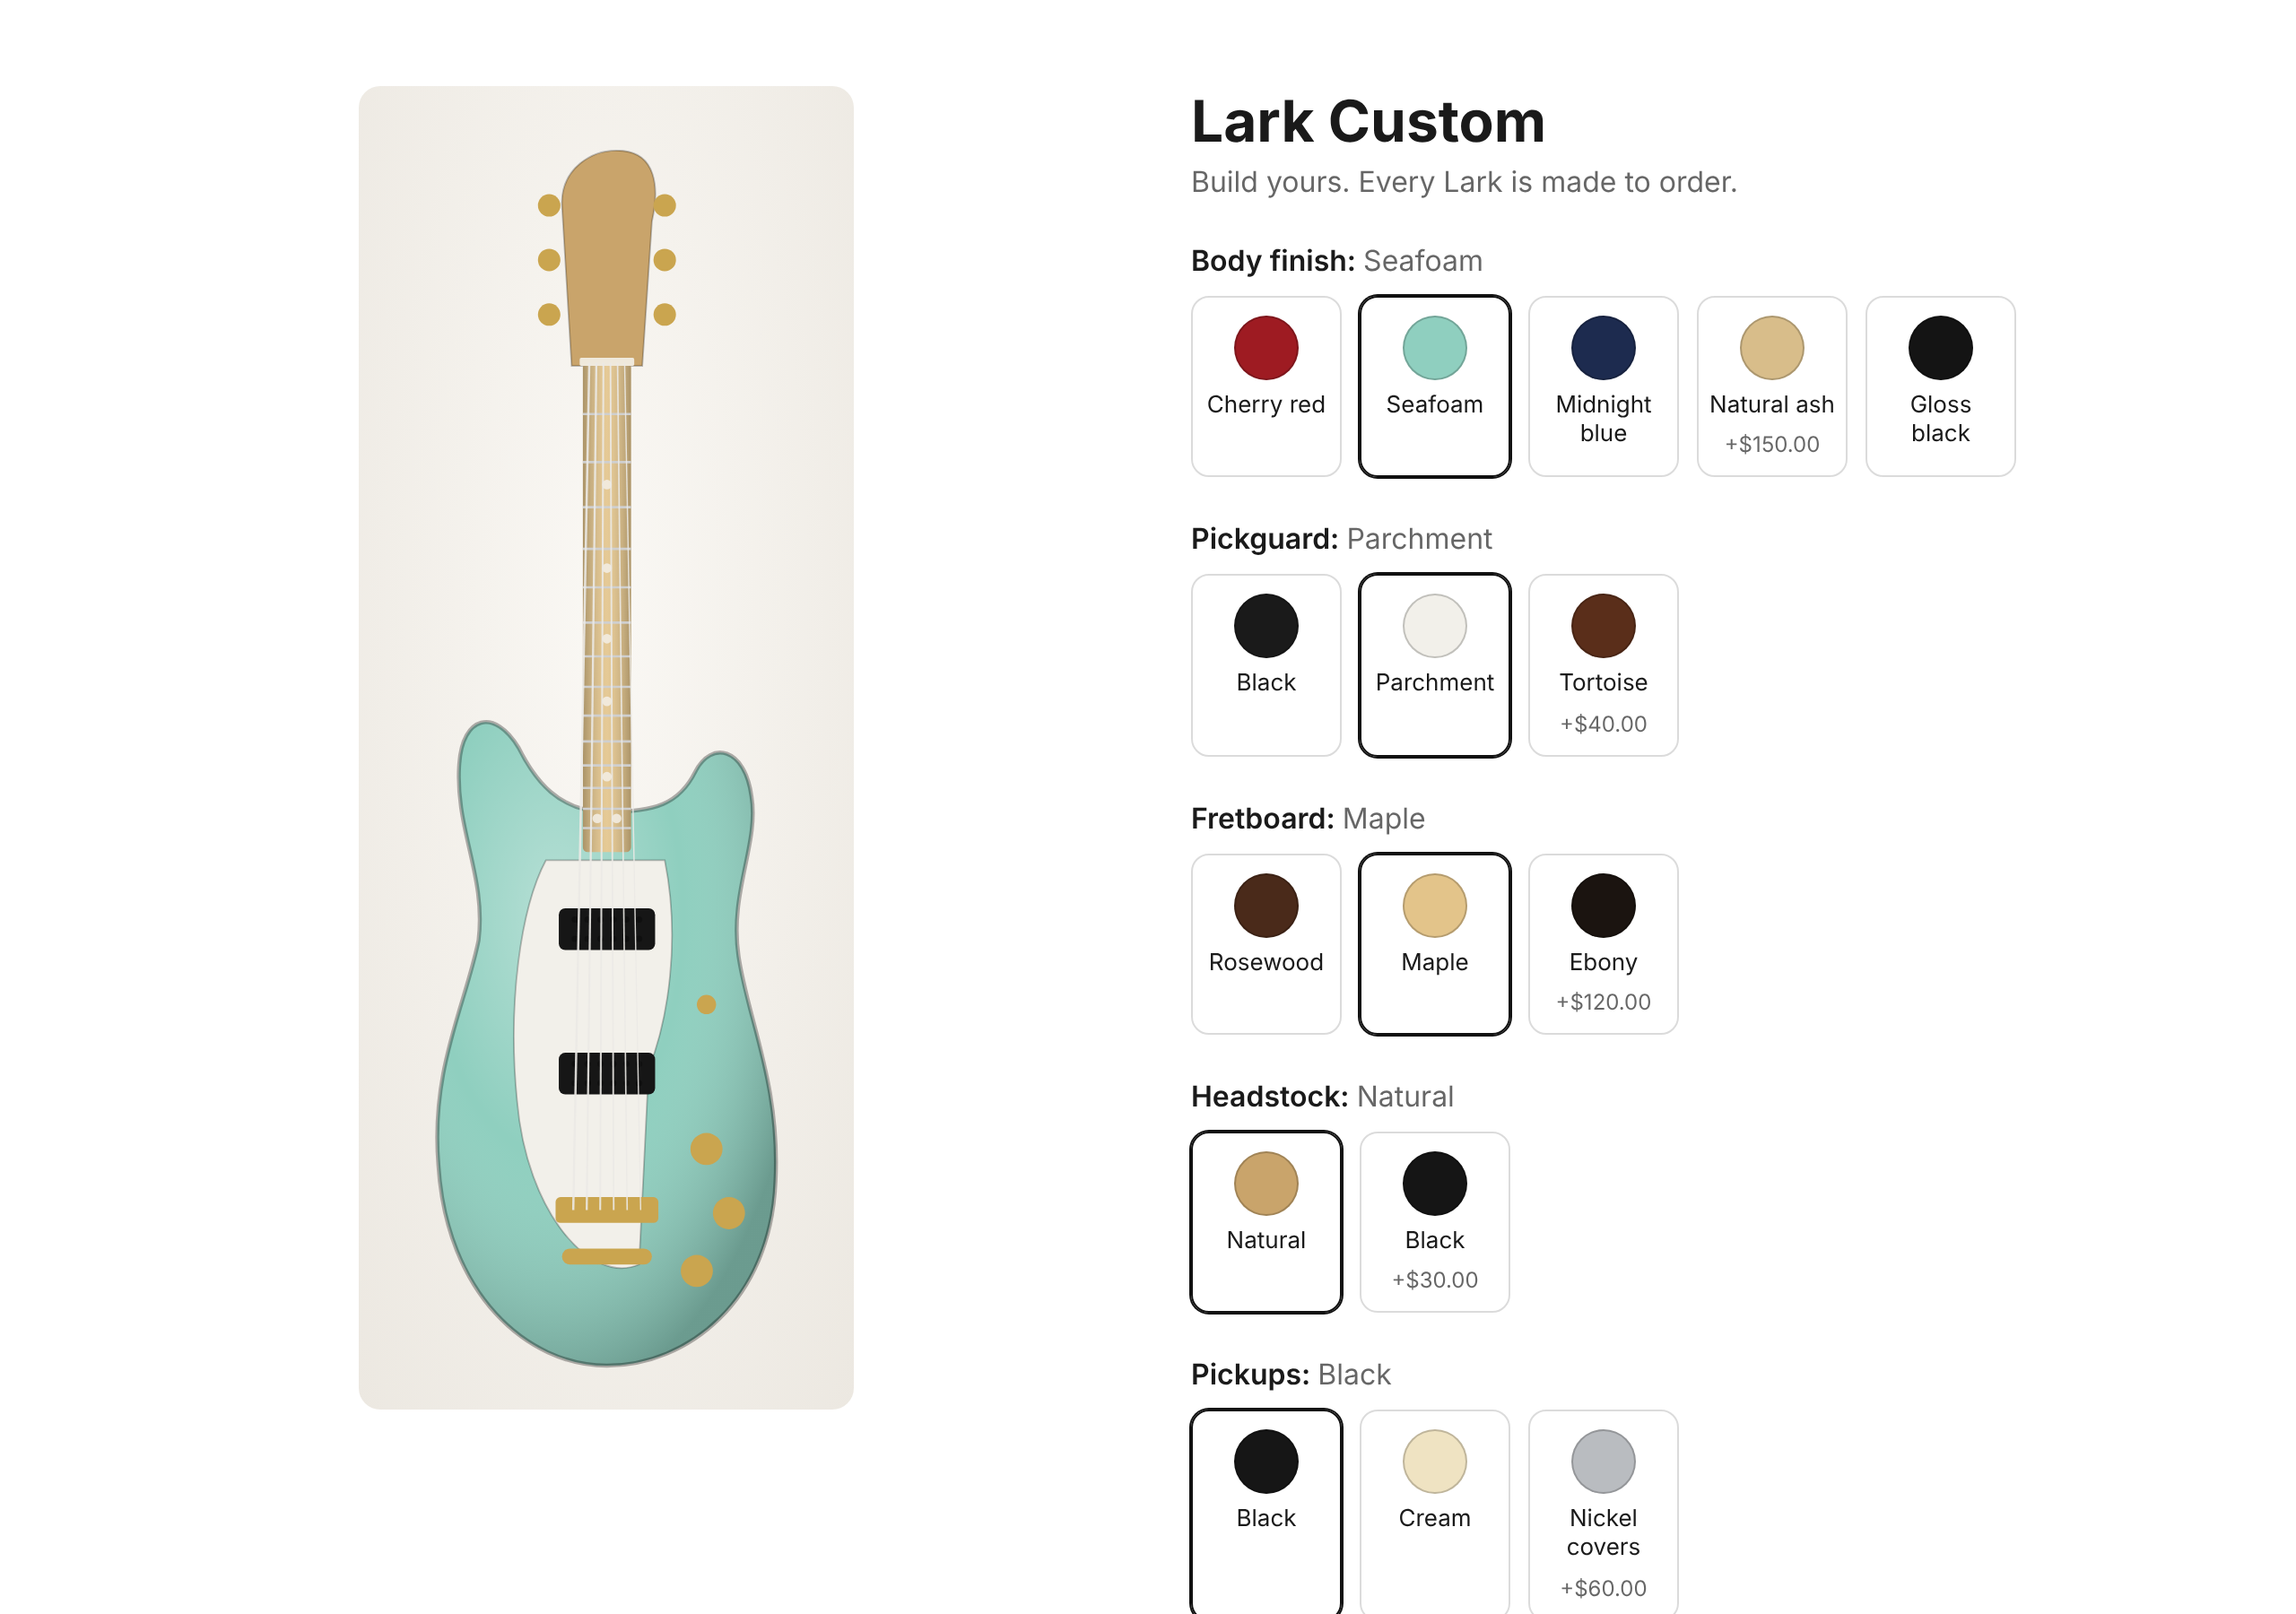 Lark Custom
Build yours. Every Lark is made to order.
Body finish: Seafoam
Cherry red
Seafoam
Midnight
blue
Natural ash
+$150.00
Gloss
black
Pickguard: Parchment
Black
Parchment
Tortoise
+$40.00
Fretboard: Maple
Rosewood
Maple
Ebony
+$120.00
Headstock: Natural
Natural
Black
+$30.00
Pickups: Black
Black
Cream
Nickel
covers
+$60.00